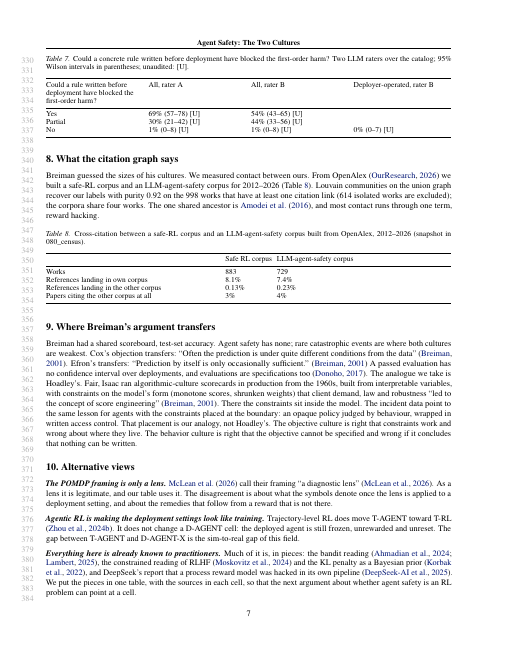 Agent Safety: The Two Cultures
330 Table 7. Could a concrete rule written before deployment have blocked the first-order harm? Two LLM raters over the catalog; 95%
331 Wilson intervals in parentheses; unaudited: [U].
332 Could a rule written before All, rater A All, rater B Deployer-operated, rater B
333 deployment have blocked the
334 first-order harm?
335 Yes 69% (57–78) [U] 54% (43–65) [U]
336 Partial 30% (21–42) [U] 44% (33–56) [U]
337 No 1% (0–8) [U] 1% (0–8) [U] 0% (0–7) [U]
338
339
340 8. What the citation graph says
341
342 Breiman guessed the sizes of his cultures. We measured contact between ours. From OpenAlex (OurResearch, 2026) we
343 built a safe-RL corpus and an LLM-agent-safety corpus for 2012–2026 (Table 8). Louvain communities on the union graph
344 recover our labels with purity 0.92 on the 998 works that have at least one citation link (614 isolated works are excluded);
345 the corpora share four works. The one shared ancestor is Amodei et al. (2016), and most contact runs through one term,
346 reward hacking.
347
348 Table 8. Cross-citation between a safe-RL corpus and an LLM-agent-safety corpus built from OpenAlex, 2012–2026 (snapshot in
349 080_census).
350 Safe RL corpus LLM-agent-safety corpus
351 Works 883 729
352 References landing in own corpus 8.1% 7.4%
353 References landing in the other corpus 0.13% 0.23%
354 Papers citing the other corpus at all 3% 4%
355
356
357 9. Where Breiman's argument transfers
358
359 Breiman had a shared scoreboard, test-set accuracy. Agent safety has none; rare catastrophic events are where both cultures
360 are weakest. Cox's objection transfers: "Often the prediction is under quite different conditions from the data" (Breiman,
361 2001). Efron's transfers: "Prediction by itself is only occasionally sufficient." (Breiman, 2001) A passed evaluation has
362 no confidence interval over deployments, and evaluations are specifications too (Donoho, 2017). The analogue we take is
363 Hoadley's. Fair, Isaac ran algorithmic-culture scorecards in production from the 1960s, built from interpretable variables,
364 with constraints on the model's form (monotone scores, shrunken weights) that client demand, law and robustness "led to
365 the concept of score engineering" (Breiman, 2001). There the constraints sit inside the model. The incident data point to
366 the same lesson for agents with the constraints placed at the boundary: an opaque policy judged by behaviour, wrapped in
367 written access control. That placement is our analogy, not Hoadley's. The objective culture is right that constraints work and
368 wrong about where they live. The behavior culture is right that the objective cannot be specified and wrong if it concludes
369 that nothing can be written.
370
371 10. Alternative views
372
373 The POMDP framing is only a lens. McLean et al. (2026) call their framing "a diagnostic lens" (McLean et al., 2026). As a
374 lens it is legitimate, and our table uses it. The disagreement is about what the symbols denote once the lens is applied to a
375 deployment setting, and about the remedies that follow from a reward that is not there.
376 Agentic RL is making the deployment settings look like training. Trajectory-level RL does move T-AGENT toward T-RL
377 (Zhou et al., 2024b). It does not change a D-AGENT cell: the deployed agent is still frozen, unrewarded and unreset. The
378 gap between T-AGENT and D-AGENT-X is the sim-to-real gap of this field.
379
380 Everything here is already known to practitioners. Much of it is, in pieces: the bandit reading (Ahmadian et al., 2024;
381 Lambert, 2025), the constrained reading of RLHF (Moskovitz et al., 2024) and the KL penalty as a Bayesian prior (Korbak
382 et al., 2022), and DeepSeek's report that a process reward model was hacked in its own pipeline (DeepSeek-AI et al., 2025).
383 We put the pieces in one table, with the sources in each cell, so that the next argument about whether agent safety is an RL
384 problem can point at a cell.
7